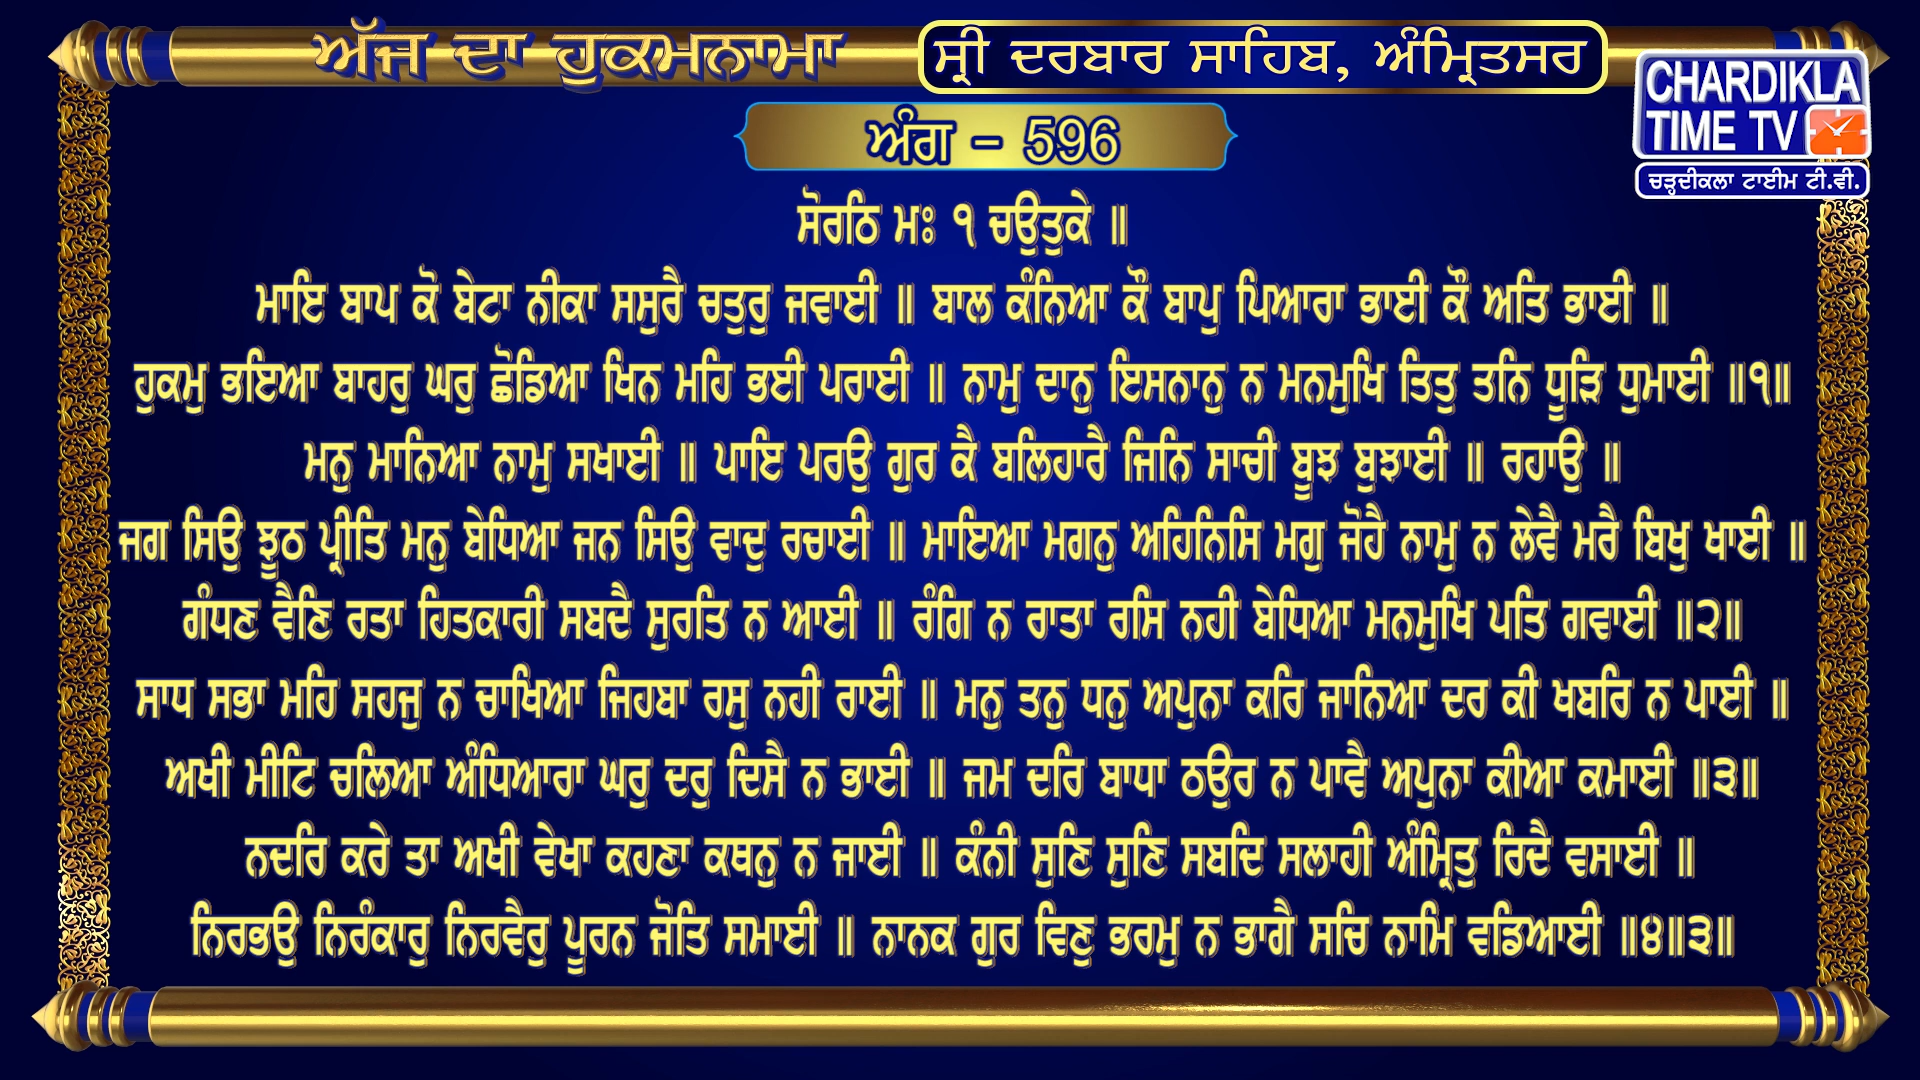 ਅੱਜ ਦਾ ਹੁਕਮਨਾਮਾ
ਸ੍ਰੀ ਦਰਬਾਰ ਸਾਹਿਬ, ਅੰਮ੍ਰਿਤਸਰ
CHARDIKLA
TIME TV
ਚੜ੍ਹਦੀਕਲਾ ਟਾਈਮ ਟੀ.ਵੀ.
ਅੰਗ - 596
ਸੋਰਠਿ ਮਃ ੧ ਚਉਤੁਕੇ ॥
ਮਾਇ ਬਾਪ ਕੋ ਬੇਟਾ ਨੀਕਾ ਸਸੁਰੈ ਚਤੁਰੁ ਜਵਾਈ ॥ ਬਾਲ ਕੰਨਿਆ ਕੌ ਬਾਪੁ ਪਿਆਰਾ ਭਾਈ ਕੌ ਅਤਿ ਭਾਈ ॥
ਹੁਕਮੁ ਭਇਆ ਬਾਹਰੁ ਘਰੁ ਛੋਡਿਆ ਖਿਨ ਮਹਿ ਭਈ ਪਰਾਈ ॥ ਨਾਮੁ ਦਾਨੁ ਇਸਨਾਨੁ ਨ ਮਨਮੁਖਿ ਤਿਤੁ ਤਨਿ ਧੂੜਿ ਧੁਮਾਈ ॥੧॥
ਮਨੁ ਮਾਨਿਆ ਨਾਮੁ ਸਖਾਈ ॥ ਪਾਇ ਪਰਉ ਗੁਰ ਕੈ ਬਲਿਹਾਰੈ ਜਿਨਿ ਸਾਚੀ ਬੂਝ ਬੁਝਾਈ ॥ ਰਹਾਉ ॥
ਜਗ ਸਿਉ ਝੂਠ ਪ੍ਰੀਤਿ ਮਨੁ ਬੇਧਿਆ ਜਨ ਸਿਉ ਵਾਦੁ ਰਚਾਈ ॥ ਮਾਇਆ ਮਗਨੁ ਅਹਿਨਿਸਿ ਮਗੁ ਜੋਹੈ ਨਾਮੁ ਨ ਲੇਵੈ ਮਰੈ ਬਿਖੁ ਖਾਈ ॥
ਗੰਧਣ ਵੈਣਿ ਰਤਾ ਹਿਤਕਾਰੀ ਸਬਦੈ ਸੁਰਤਿ ਨ ਆਈ ॥ ਰੰਗਿ ਨ ਰਾਤਾ ਰਸਿ ਨਹੀ ਬੇਧਿਆ ਮਨਮੁਖਿ ਪਤਿ ਗਵਾਈ ॥੨॥
ਸਾਧ ਸਭਾ ਮਹਿ ਸਹਜੁ ਨ ਚਾਖਿਆ ਜਿਹਬਾ ਰਸੁ ਨਹੀ ਰਾਈ ॥ ਮਨੁ ਤਨੁ ਧਨੁ ਅਪੁਨਾ ਕਰਿ ਜਾਨਿਆ ਦਰ ਕੀ ਖਬਰਿ ਨ ਪਾਈ ॥
ਅਖੀ ਮੀਟਿ ਚਲਿਆ ਅੰਧਿਆਰਾ ਘਰੁ ਦਰੁ ਦਿਸੈ ਨ ਭਾਈ ॥ ਜਮ ਦਰਿ ਬਾਧਾ ਠਉਰ ਨ ਪਾਵੈ ਅਪੁਨਾ ਕੀਆ ਕਮਾਈ ॥੩॥
ਨਦਰਿ ਕਰੇ ਤਾ ਅਖੀ ਵੇਖਾ ਕਹਣਾ ਕਥਨੁ ਨ ਜਾਈ ॥ ਕੰਨੀ ਸੁਣਿ ਸੁਣਿ ਸਬਦਿ ਸਲਾਹੀ ਅੰਮ੍ਰਿਤੁ ਰਿਦੈ ਵਸਾਈ ॥
ਨਿਰਭਉ ਨਿਰੰਕਾਰੁ ਨਿਰਵੈਰੁ ਪੂਰਨ ਜੋਤਿ ਸਮਾਈ ॥ ਨਾਨਕ ਗੁਰ ਵਿਣੁ ਭਰਮੁ ਨ ਭਾਗੈ ਸਚਿ ਨਾਮਿ ਵਡਿਆਈ ॥੪॥੩॥